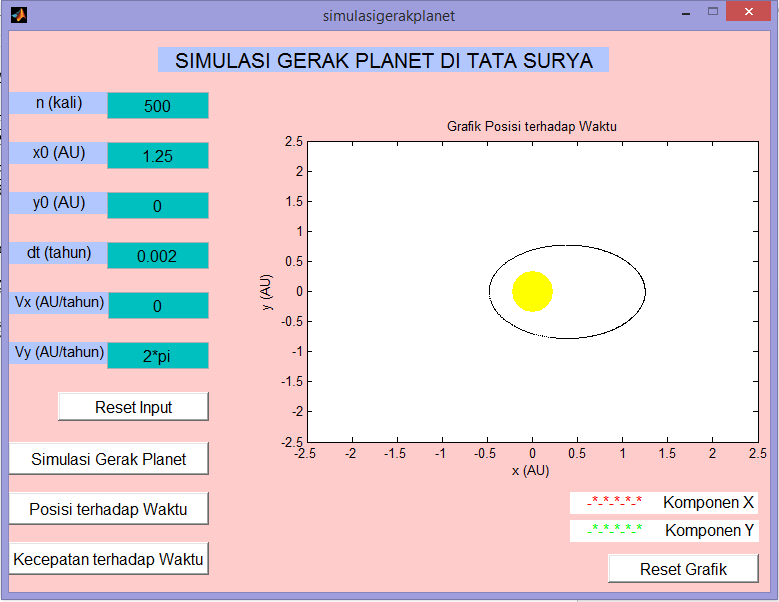 simulasigerakplanet
SIMULASI GERAK PLANET DI TATA SURYA
n (kali) 500
x0 (AU) 1.25
y0 (AU) 0
dt (tahun) 0.002
Vx (AU/tahun) 0
Vy (AU/tahun) 2*pi
Reset Input
Simulasi Gerak Planet
Posisi terhadap Waktu
Kecepatan terhadap Waktu
Grafik Posisi terhadap Waktu
2.5
2
1.5
1
0.5
0
-0.5
-1
-1.5
-2
-2.5
y (AU)
-2.5 -2 -1.5 -1 -0.5 0 0.5 1 1.5 2 2.5
x (AU)
-*-*-*-*-* Komponen X
-*-*-*-*-* Komponen Y
Reset Grafik